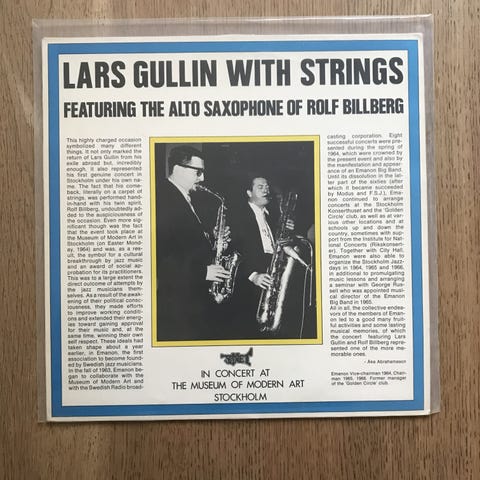 LARS GULLIN WITH STRINGS
FEATURING THE ALTO SAXOPHONE OF ROLF BILLBERG
This highly charged occasion
symbolized many different
things. It not only marked the
return of Lars Gullin from his
exile abroad but, incredibly
enough, it also represented
his first genuine concert in
Stockholm under his own na-
me. The fact that his come-
back, literally on a carpet of
strings, was performed hand-
in-hand with his twin spirit,
Rolf Billberg, undoubtedly ad-
ded to the auspiciousness of
the occasion. Even more sig-
nificant though was the fact
that the event took place at
the Museum of Modern Art in
Stockholm (on Easter Mond-
ay, 1964) and was, as a re-
sult, the symbol for a cultural
breakthrough by jazz music
and an award of social ap-
probation for its practitioners.
This was to a large extent the
direct outcome of attempts by
the jazz musicians them-
selves. As a result of the awak-
ening of their political consc-
iousness, they made efforts
to improve working condi-
tions and extended their energ-
ies toward gaining approval
for their music and, at the
same time, winning their own
self respect. These ideals had
taken shape about a year
earlier, in Emanon, the first
association to become found-
ed by Swedish jazz musicians.
In the fall of 1963, Emanon be-
gan to collaborate with the
Museum of Modern Art and
with the Swedish Radio broad-
casting corporation. Eight
successful concerts were pre-
sented during the spring of
1964, which were crowned by
the present event and also by
the manifestation and appear-
ance of an Emanon Big Band.
Until its dissolution in the lat-
ter part of the sixties (after
which it became succeeded
by Modus and F.S.J.), Ema-
non continued to arrange
concerts at the Stockholm
Konserthuset and the 'Golden
Circle' club, as well as at var-
ious other locations and at
schools up and down the
country, sometimes with sup-
port from the Institute for Na-
tional Concerts (Rikskonser-
ter). Together with City Hall,
Emanon were also able to
organize the Stockholm Jazz-
days in 1964, 1965 and 1966,
in additional to promulgating
music lessons and arranging
a seminar with George Rus-
sell who was appointed musi-
cal director of the Emanon
Big Band in 1965.
All in all, the collective endea-
vors of the members of Eman-
on led to a good many fruit-
ful activities and some lasting
musical memories, of which
the concert featuring Lars
Gullin and Rolf Billberg repre-
sented one of the more me-
morable ones.
- Åke Abrahamsson
Emanon Vice-chairman 1964, Chair-
man 1965, 1966. Former manager
of the 'Golden Circle' club.
IN CONCERT AT
THE MUSEUM OF MODERN ART
STOCKHOLM